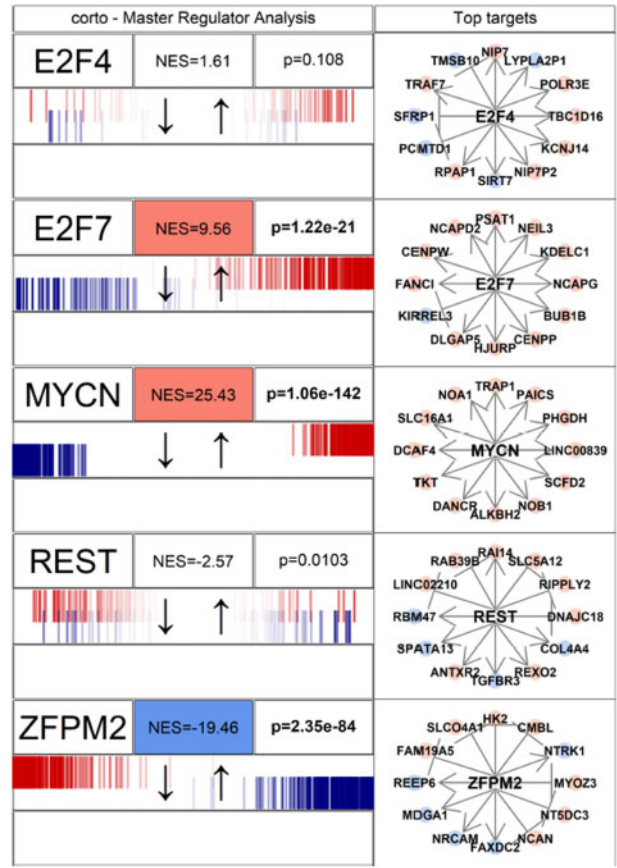 corto - Master Regulator Analysis
Top targets
E2F4
NES=1.61
p=0.108
↓ ↑
NIP7
TMSB10
LYPLA2P1
TRAF7
POLR3E
SFRP1
E2F4
TBC1D16
PCMTD1
KCNJ14
RPAP1
NIP7P2
SIRT7
E2F7
NES=9.56
p=1.22e-21
↓ ↑
PSAT1
NCAPD2
NEIL3
CENPW
KDELC1
FANCI
E2F7
NCAPG
KIRREL3
BUB1B
DLGAP5
CENPP
HJURP
MYCN
NES=25.43
p=1.06e-142
↓ ↑
TRAP1
NOA1
PAICS
SLC16A1
PHGDH
DCAF4
MYCN
LINC00839
TKT
SCFD2
DANCR
NOB1
ALKBH2
REST
NES=-2.57
p=0.0103
↓ ↑
RAI14
RAB39B
SLC5A12
LINC02210
RIPPLY2
RBM47
REST
DNAJC18
SPATA13
COL4A4
ANTXR2
REXO2
TGFBR3
ZFPM2
NES=-19.46
p=2.35e-84
↓ ↑
HK2
SLCO4A1
CMBL
FAM19A5
NTRK1
REEP6
ZFPM2
MYOZ3
MDGA1
NT5DC3
NRCAM
NCAN
FAXDC2